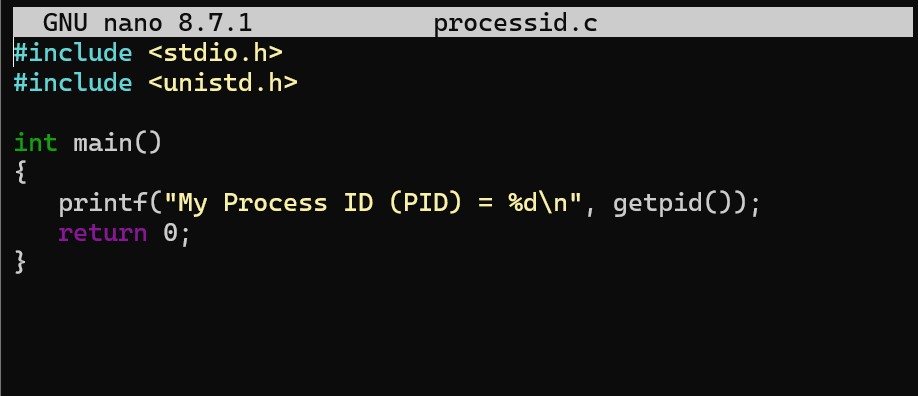 GNU nano 8.7.1 processid.c
#include <stdio.h>
#include <unistd.h>
int main()
{
   printf("My Process ID (PID) = %d\n", getpid());
   return 0;
}